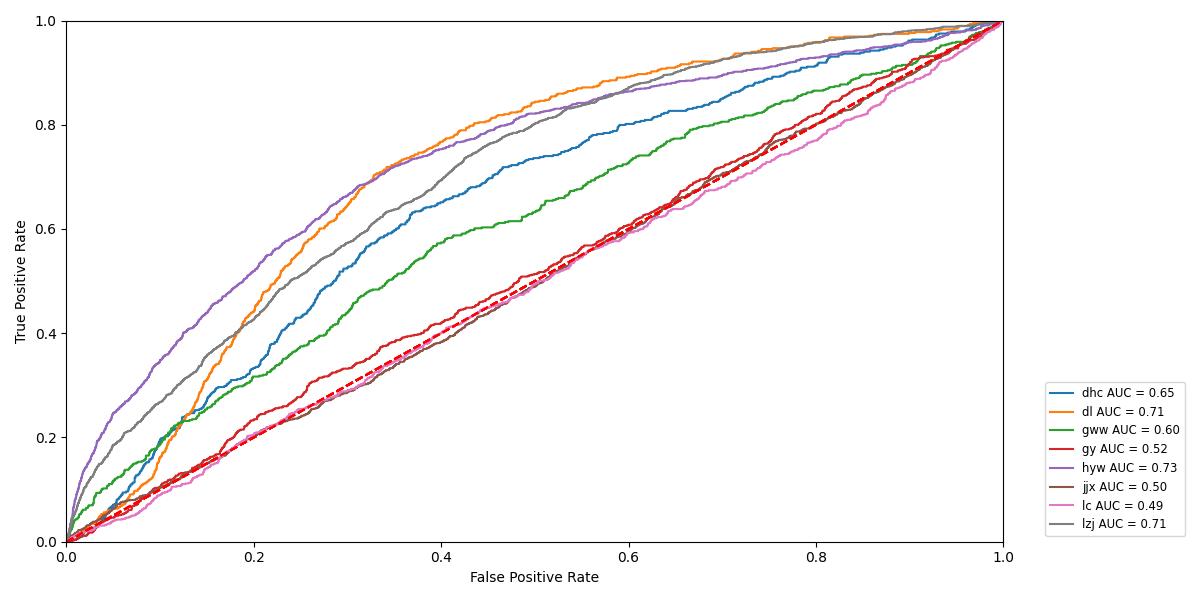 1.0
0.8
0.6
0.4
0.2
0.0
True Positive Rate
0.0 0.2 0.4 0.6 0.8 1.0
False Positive Rate
dhc AUC = 0.65
dl AUC = 0.71
gww AUC = 0.60
gy AUC = 0.52
hyw AUC = 0.73
jjx AUC = 0.50
lc AUC = 0.49
lzj AUC = 0.71